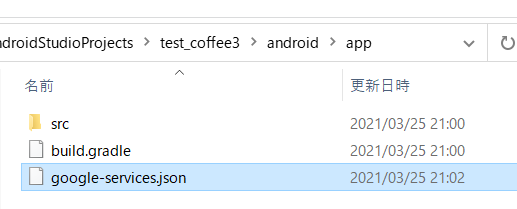 ndroidStudioProjects > test_coffee3 > android > app
名前 更新日時
src 2021/03/25 21:00
build.gradle 2021/03/25 21:00
google-services.json 2021/03/25 21:02